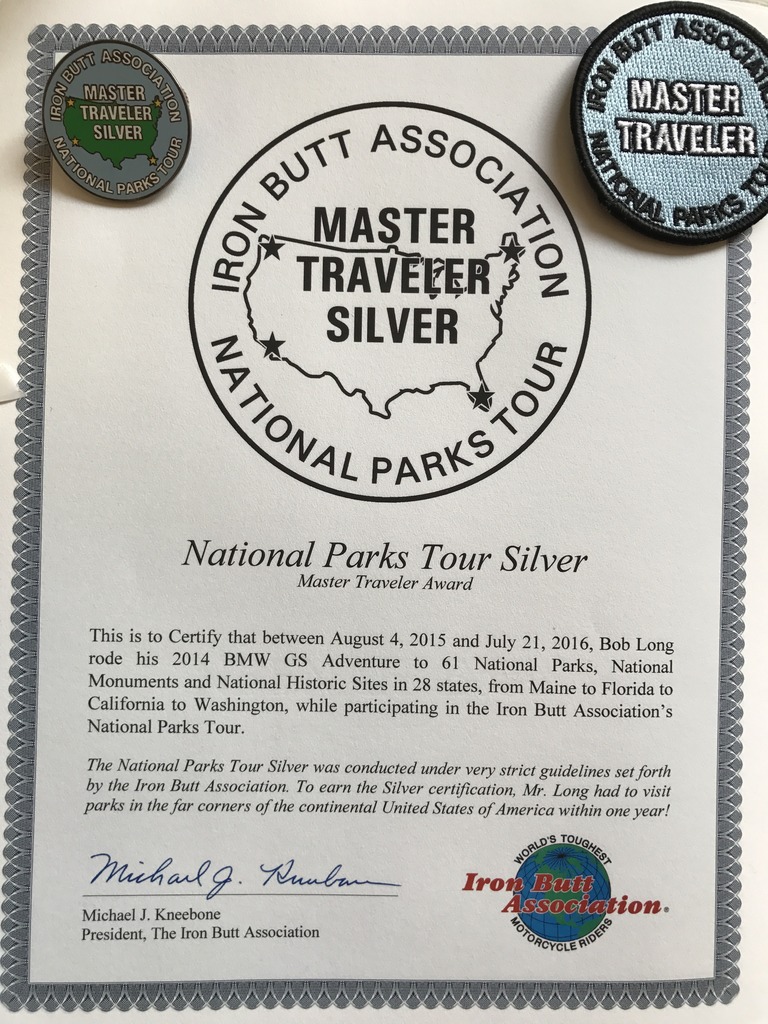 IRON BUTT ASSOCIATION
MASTER
TRAVELER
SILVER
NATIONAL PARKS TOUR
IRON BUTT ASSOCIATION
MASTER
TRAVELER
NATIONAL PARKS
IRON BUTT ASSOCIATION
MASTER
TRAVELER
SILVER
NATIONAL PARKS TOUR
National Parks Tour Silver
Master Traveler Award
This is to Certify that between August 4, 2015 and July 21, 2016, Bob Long
rode his 2014 BMW GS Adventure to 61 National Parks, National
Monuments and National Historic Sites in 28 states, from Maine to Florida to
California to Washington, while participating in the Iron Butt Association's
National Parks Tour.
The National Parks Tour Silver was conducted under very strict guidelines set forth
by the Iron Butt Association. To earn the Silver certification, Mr. Long had to visit
parks in the far corners of the continental United States of America within one year!
Michael J. Kneebone
Michael J. Kneebone
President, The Iron Butt Association
WORLD'S TOUGHEST
Iron Butt
Association®
MOTORCYCLE RIDERS